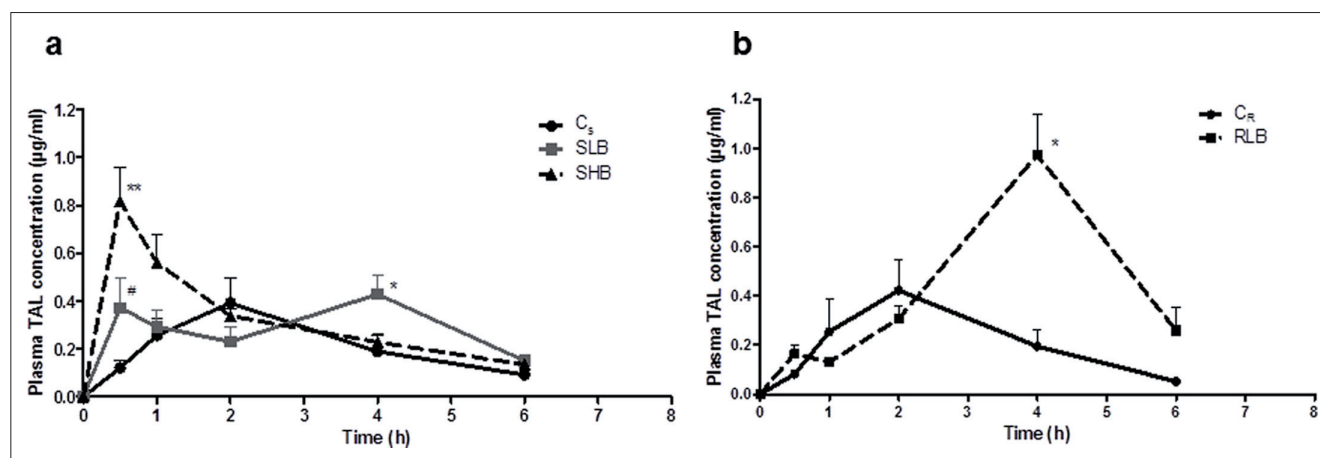 a
Plasma TAL concentration (µg/ml)
1.2
1.0
0.8
0.6
0.4
0.2
0.0
**
#
*
Cs
SLB
SHB
0 1 2 3 4 5 6 7 8
Time (h)
b
Plasma TAL concentration (µg/ml)
1.2
1.0
0.8
0.6
0.4
0.2
0.0
*
CR
RLB
0 1 2 3 4 5 6 7 8
Time (h)